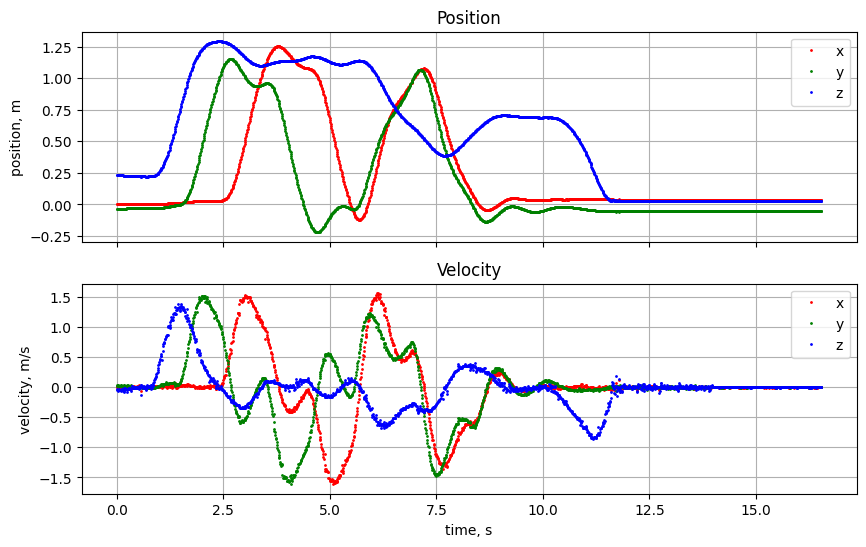 Position
1.25
1.00
0.75
0.50
0.25
0.00
−0.25
position, m
x
y
z
Velocity
1.5
1.0
0.5
0.0
−0.5
−1.0
−1.5
velocity, m/s
x
y
z
0.0 2.5 5.0 7.5 10.0 12.5 15.0
time, s